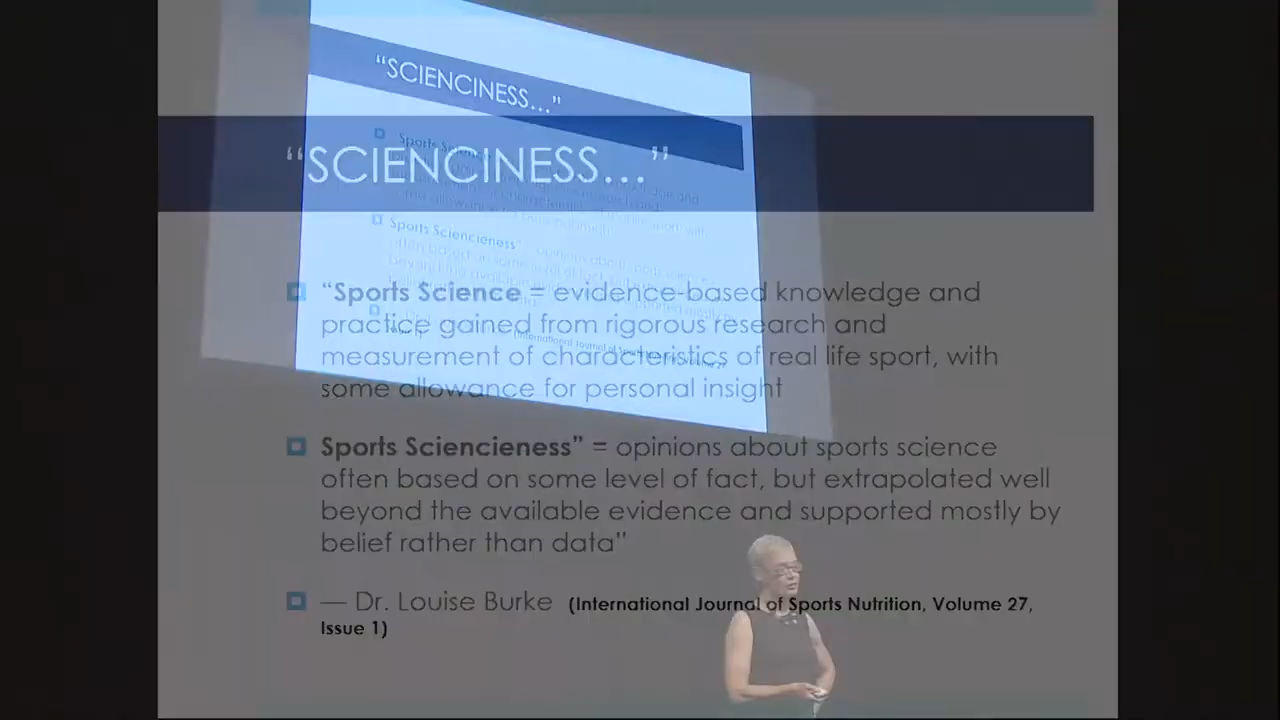 “SCIENCINESS…”
“SCIENCINESS…”
“Sports Science = evidence-based knowledge and
practice gained from rigorous research and
measurement of characteristics of real life sport, with
some allowance for personal insight
Sports Sciencieness” = opinions about sports science
often based on some level of fact, but extrapolated well
beyond the available evidence and supported mostly by
belief rather than data”
— Dr. Louise Burke (International Journal of Sports Nutrition, Volume 27,
Issue 1)